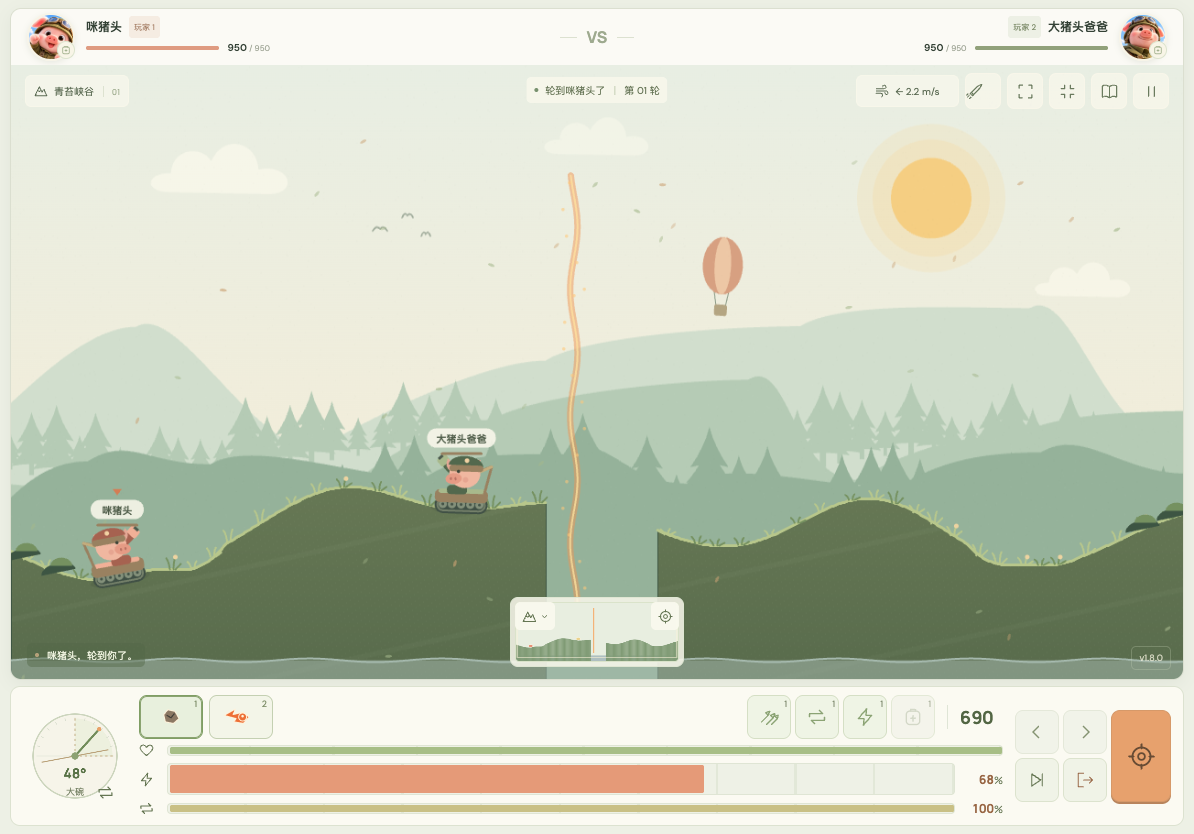 咪猪头 玩家 1
950 / 950
VS
玩家 2 大猪头爸爸
950 / 950
青苔峡谷 01
轮到咪猪头了 第 01 轮
← 2.2 m/s
大猪头爸爸
咪猪头
咪猪头，轮到你了。
v1.8.0
1
2
1
1
1
1
690
48°
大碗
68%
100%